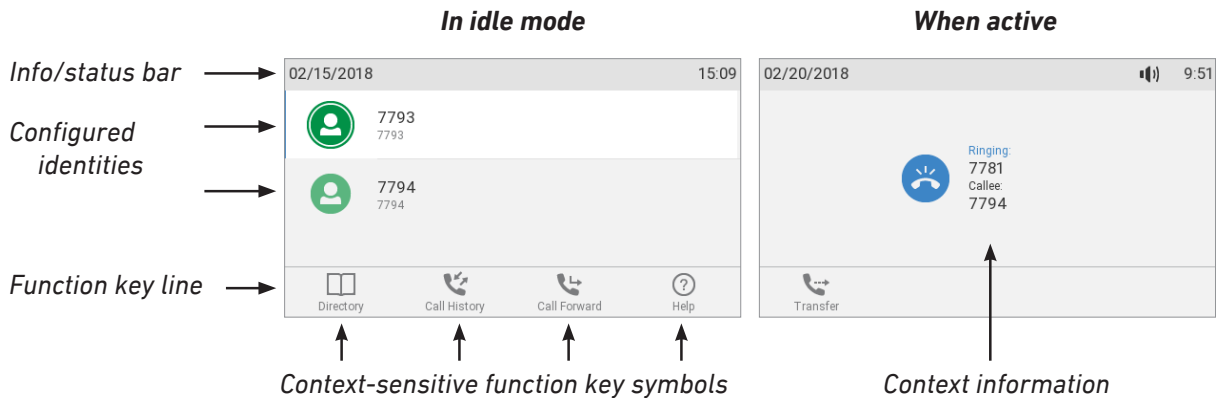 In idle mode
When active
Info/status bar
02/15/2018 15:09
02/20/2018 9:51
Configured
identities
7793
7793
7794
7794
Ringing:
7781
Callee:
7794
Function key line
Directory Call History Call Forward Help
Transfer
Context-sensitive function key symbols
Context information